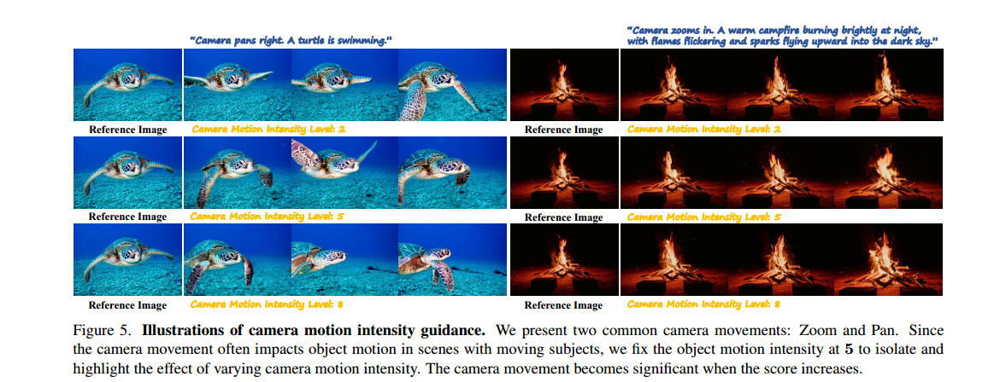 "Camera pans right. A turtle is swimming."
"Camera zooms in. A warm campfire burning brightly at night,
with flames flickering and sparks flying upward into the dark sky."
Reference Image
Camera Motion Intensity Level: 2
Reference Image
Camera Motion Intensity Level: 2
Reference Image
Camera Motion Intensity Level: 5
Reference Image
Camera Motion Intensity Level: 5
Reference Image
Camera Motion Intensity Level: 8
Reference Image
Camera Motion Intensity Level: 8
Figure 5. Illustrations of camera motion intensity guidance. We present two common camera movements: Zoom and Pan. Since
the camera movement often impacts object motion in scenes with moving subjects, we fix the object motion intensity at 5 to isolate and
highlight the effect of varying camera motion intensity. The camera movement becomes significant when the score increases.